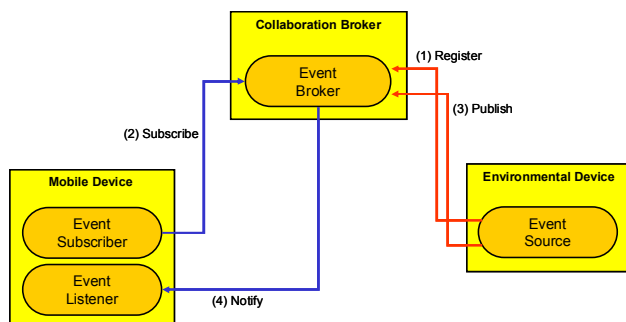 Collaboration Broker
Event
Broker
(1) Register
(3) Publish
(2) Subscribe
Mobile Device
Event
Subscriber
Event
Listener
(4) Notify
Environmental Device
Event
Source